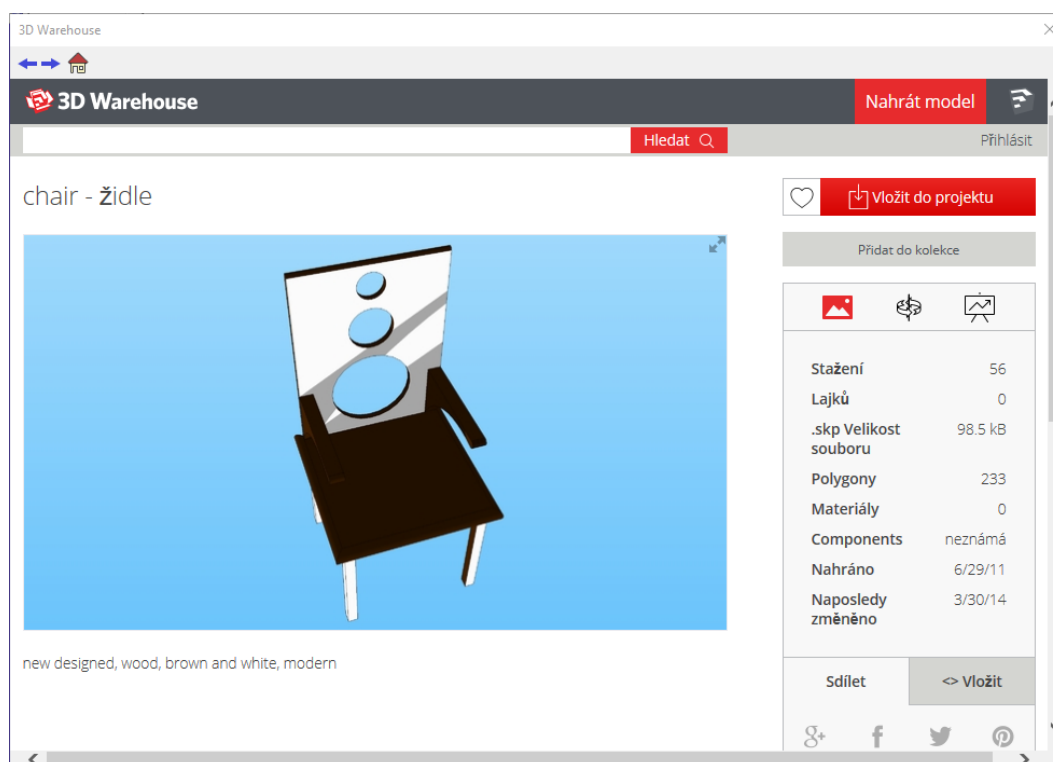 3D Warehouse
3D Warehouse
Nahrát model
Hledat
Přihlásit
chair - židle
Vložit do projektu
Přidat do kolekce
Stažení 56
Lajků 0
.skp Velikost 98.5 kB
souboru
Polygony 233
Materiály 0
Components neznámá
Nahráno 6/29/11
Naposledy 3/30/14
změněno
new designed, wood, brown and white, modern
Sdílet <> Vložit
g+ f